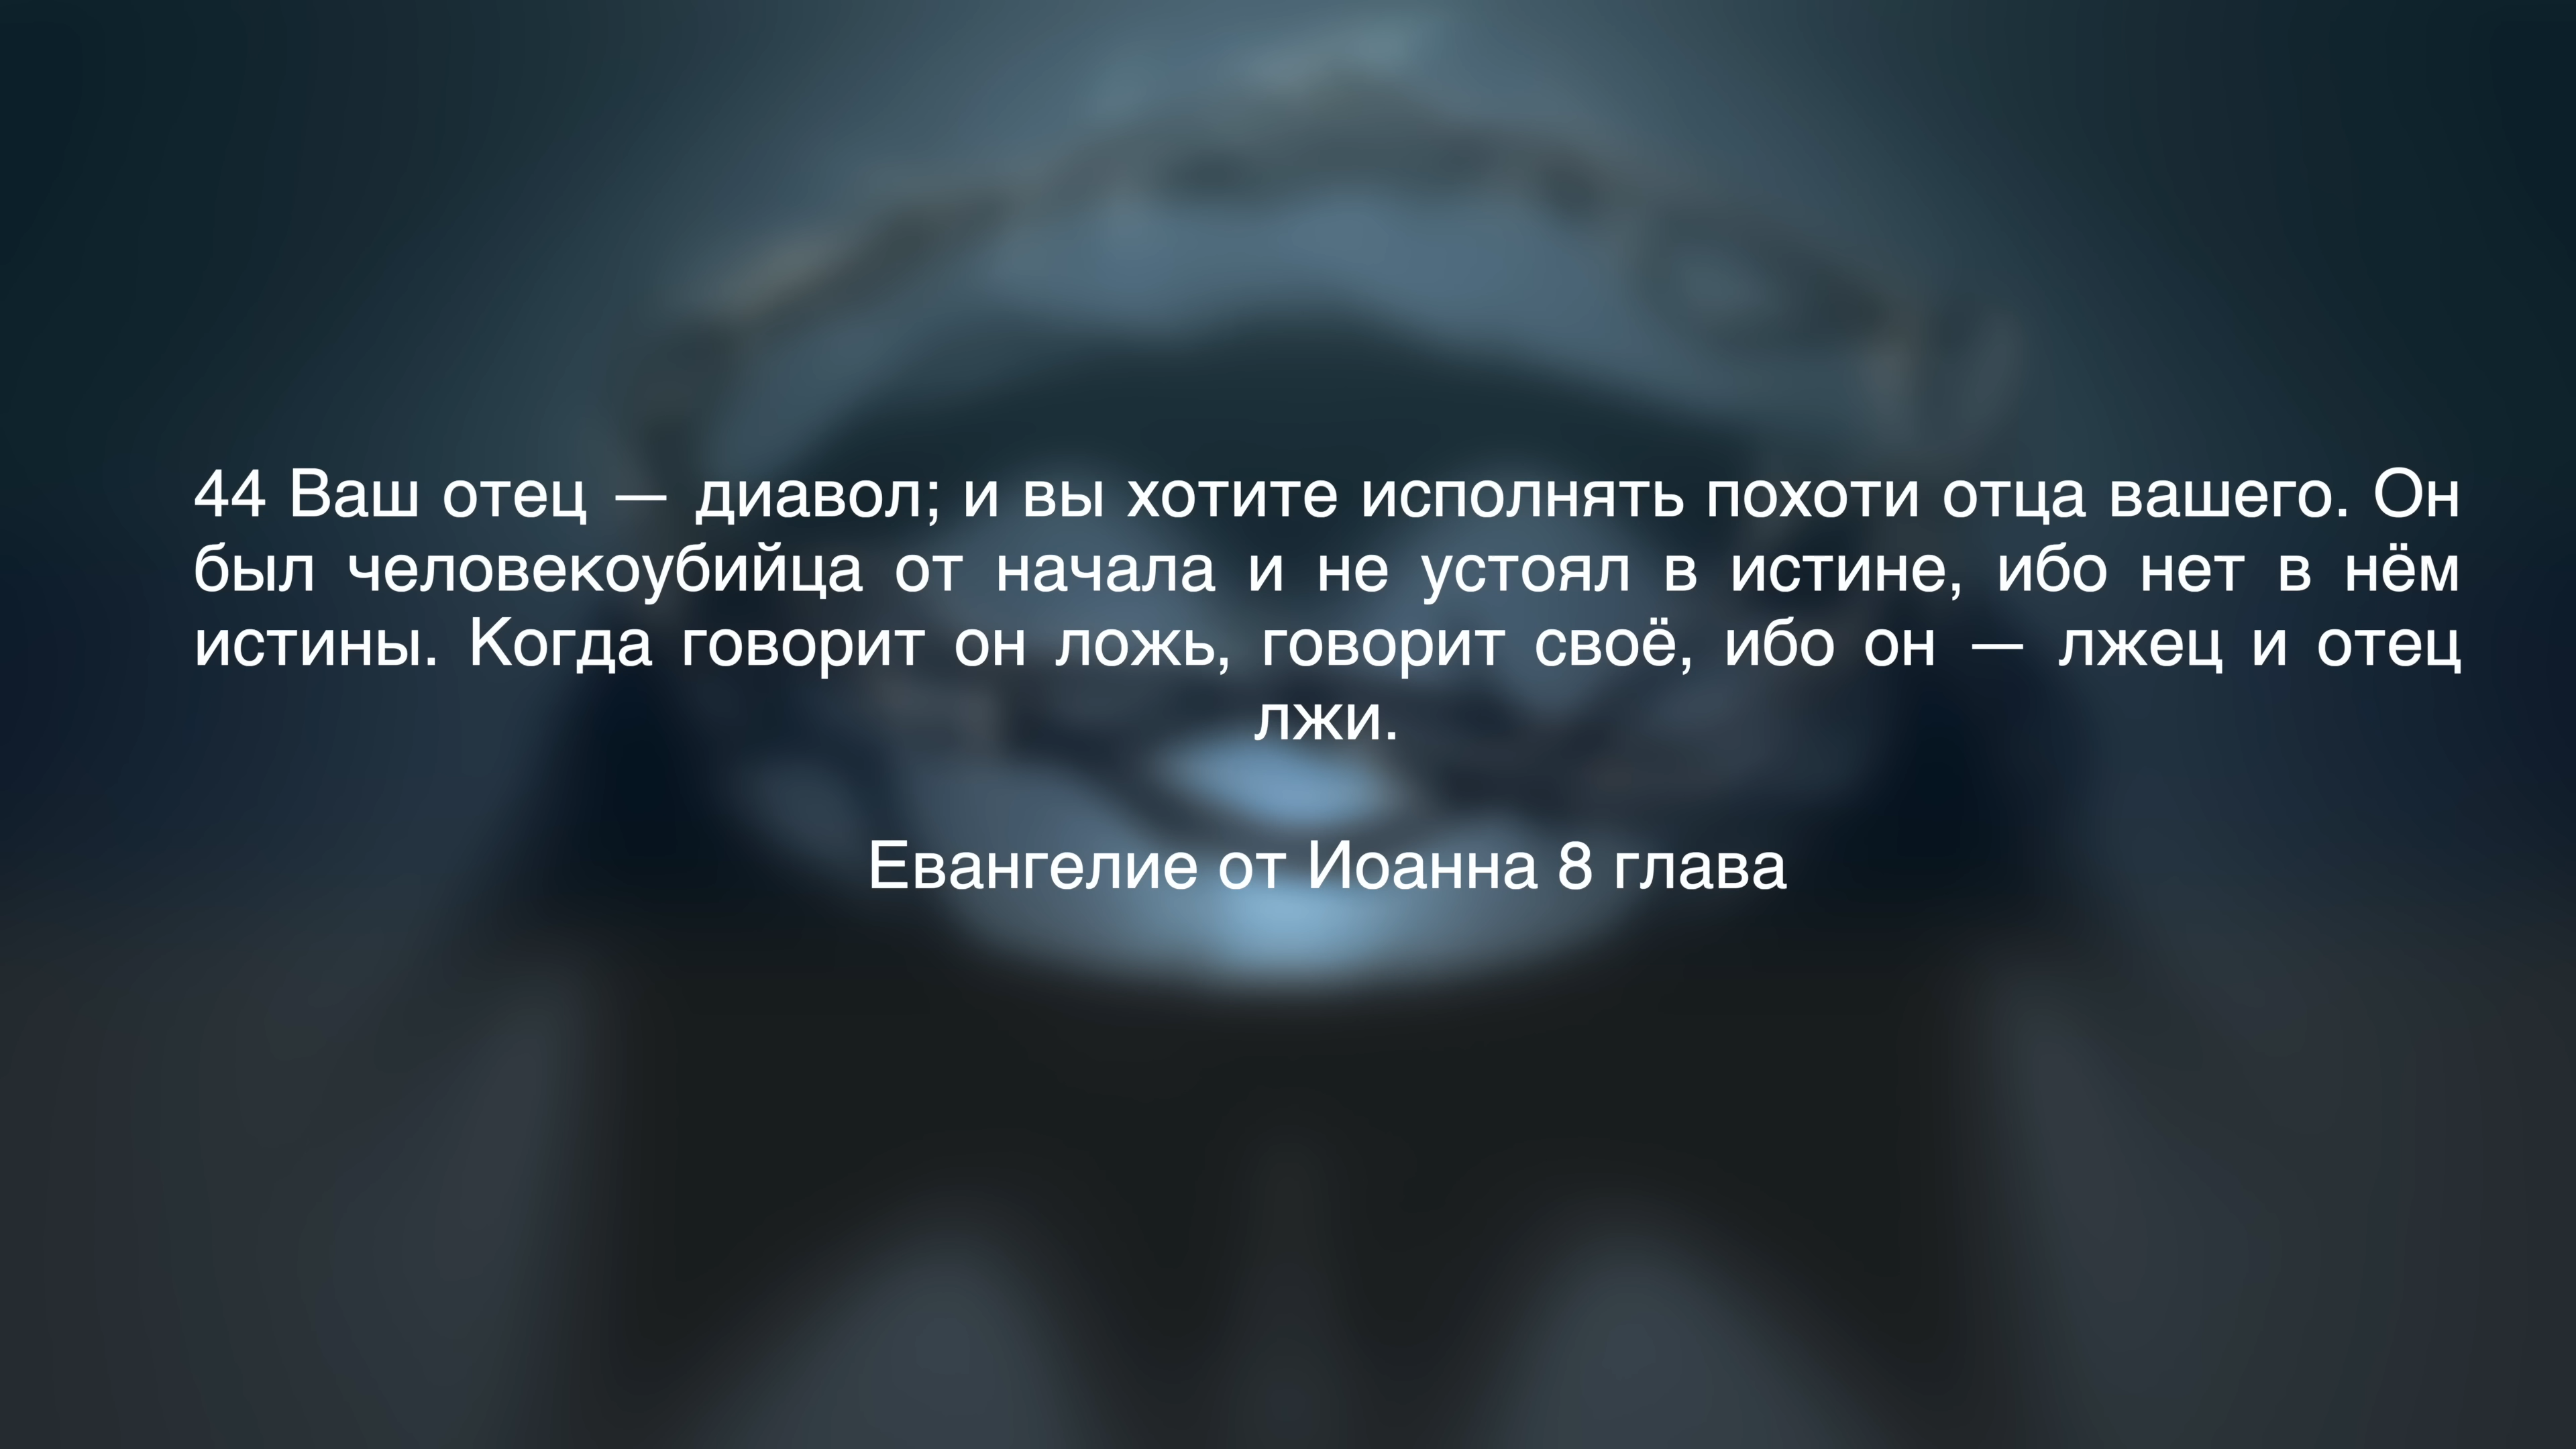 44 Ваш отец — диавол; и вы хотите исполнять похоти отца вашего. Он
был человекоубийца от начала и не устоял в истине, ибо нет в нём
истины. Когда говорит он ложь, говорит своё, ибо он — лжец и отец
лжи.
Евангелие от Иоанна 8 глава